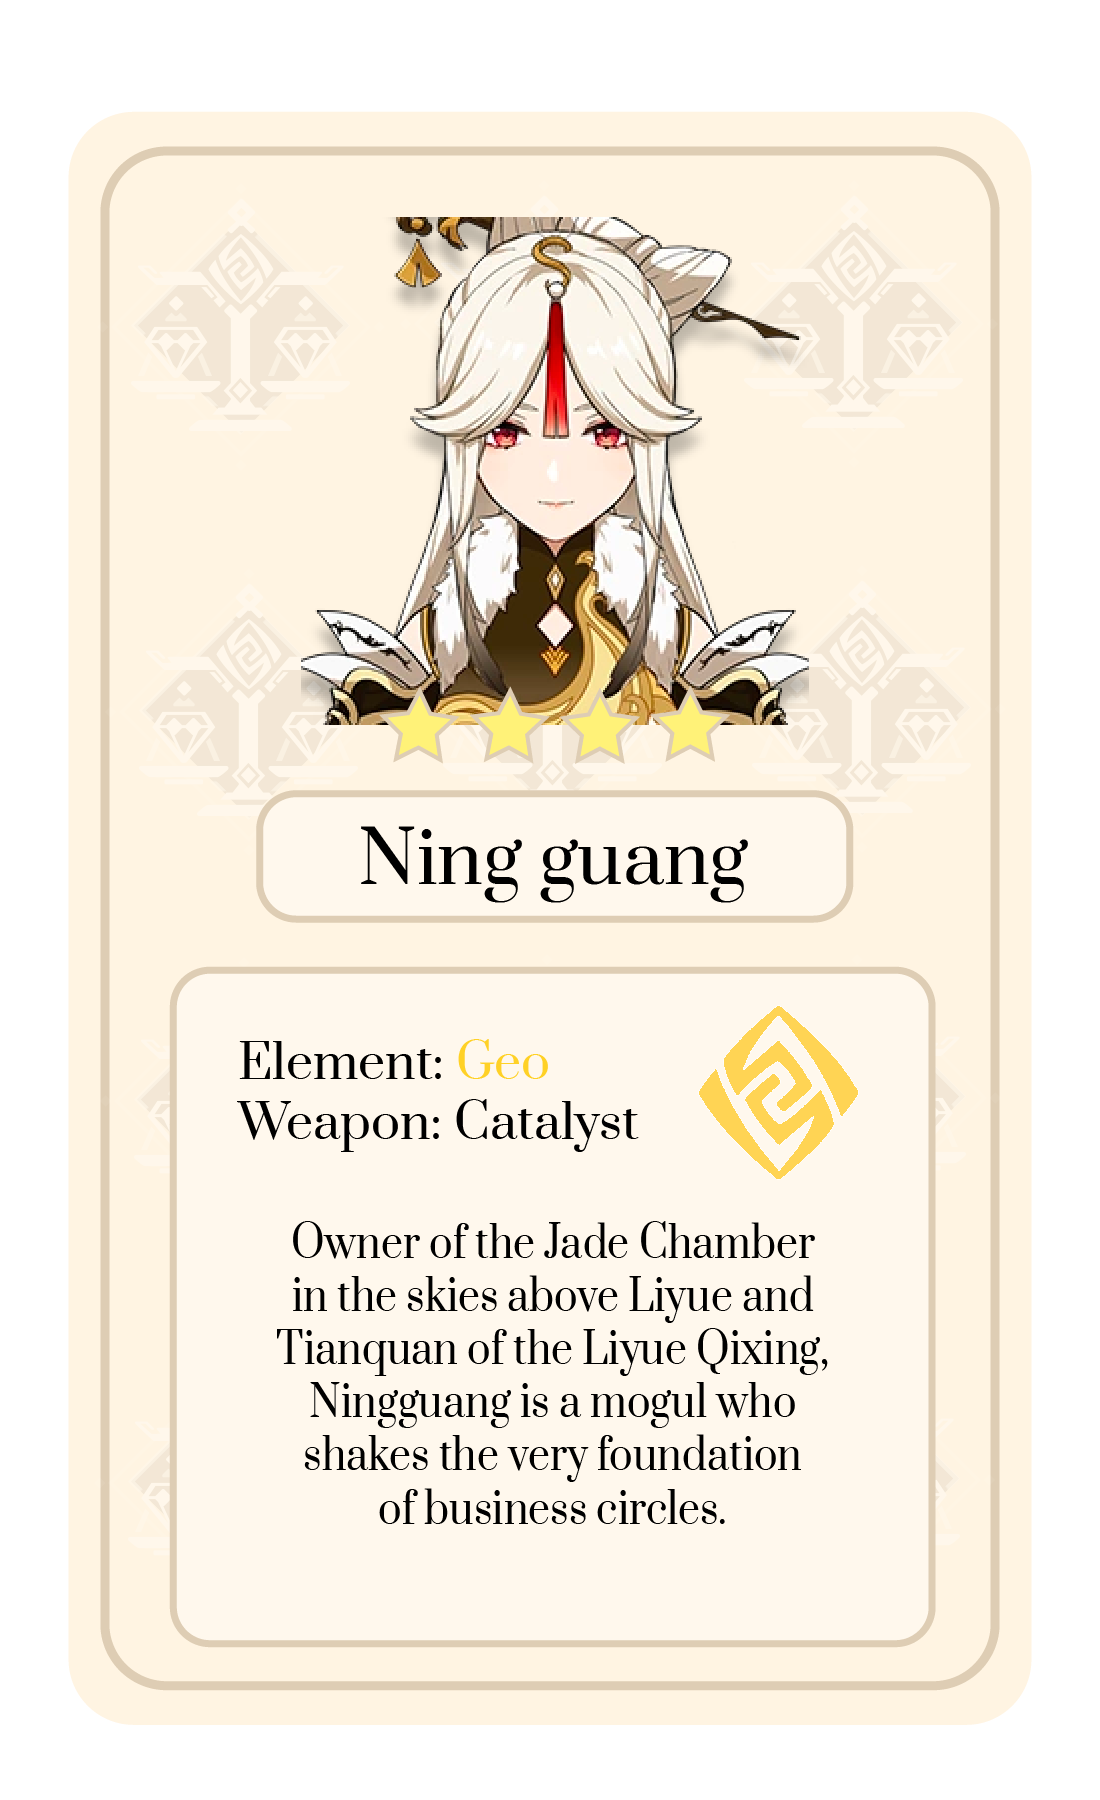 Ning guang
Element: Geo
Weapon: Catalyst
Owner of the Jade Chamber
in the skies above Liyue and
Tianquan of the Liyue Qixing,
Ningguang is a mogul who
shakes the very foundation
of business circles.